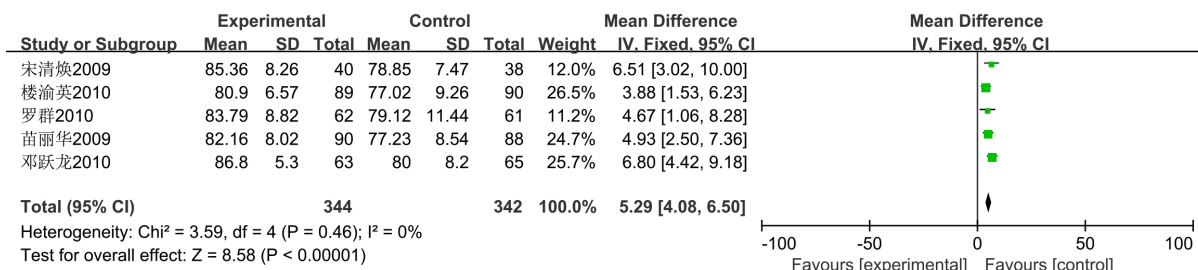 Experimental Control Mean Difference Mean Difference
Study or Subgroup Mean SD Total Mean SD Total Weight IV, Fixed, 95% CI IV, Fixed, 95% CI
宋清焕2009 85.36 8.26 40 78.85 7.47 38 12.0% 6.51 [3.02, 10.00]
楼渝英2010 80.9 6.57 89 77.02 9.26 90 26.5% 3.88 [1.53, 6.23]
罗群2010 83.79 8.82 62 79.12 11.44 61 11.2% 4.67 [1.06, 8.28]
苗丽华2009 82.16 8.02 90 77.23 8.54 88 24.7% 4.93 [2.50, 7.36]
邓跃龙2010 86.8 5.3 63 80 8.2 65 25.7% 6.80 [4.42, 9.18]
Total (95% CI) 344 342 100.0% 5.29 [4.08, 6.50]
Heterogeneity: Chi² = 3.59, df = 4 (P = 0.46); I² = 0%
Test for overall effect: Z = 8.58 (P < 0.00001)
-100 -50 0 50 100
Favours [experimental] Favours [control]